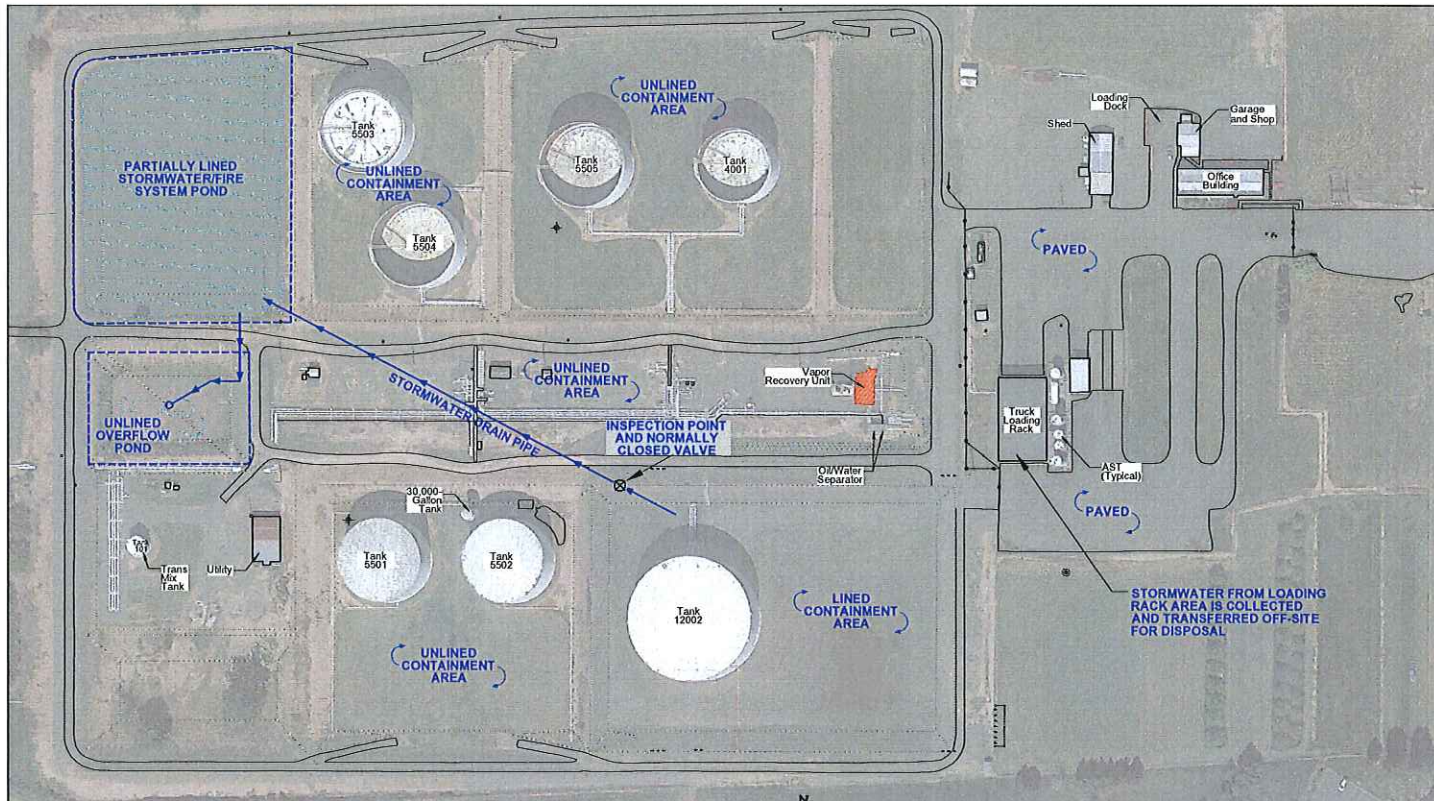 PARTIALLY LINED
STORMWATER/FIRE
SYSTEM POND
Tank
5503
UNLINED
CONTAINMENT
AREA
Tank
5504
UNLINED
CONTAINMENT
AREA
Tank
5505
Tank
4001
Loading
Dock
Garage
and Shop
Shed
Office
Building
PAVED
UNLINED
CONTAINMENT
AREA
Vapor
Recovery Unit
STORMWATER DRAIN PIPE
UNLINED
OVERFLOW
POND
INSPECTION POINT
AND NORMALLY
CLOSED VALVE
Oil/Water
Separator
Truck
Loading
Rack
AST
(Typical)
PAVED
30,000-
Gallon
Tank
Tank
5501
Tank
5502
Trans
Mix
Tank
Utility
Tank
12002
LINED
CONTAINMENT
AREA
UNLINED
CONTAINMENT
AREA
STORMWATER FROM LOADING
RACK AREA IS COLLECTED
AND TRANSFERRED OFF-SITE
FOR DISPOSAL